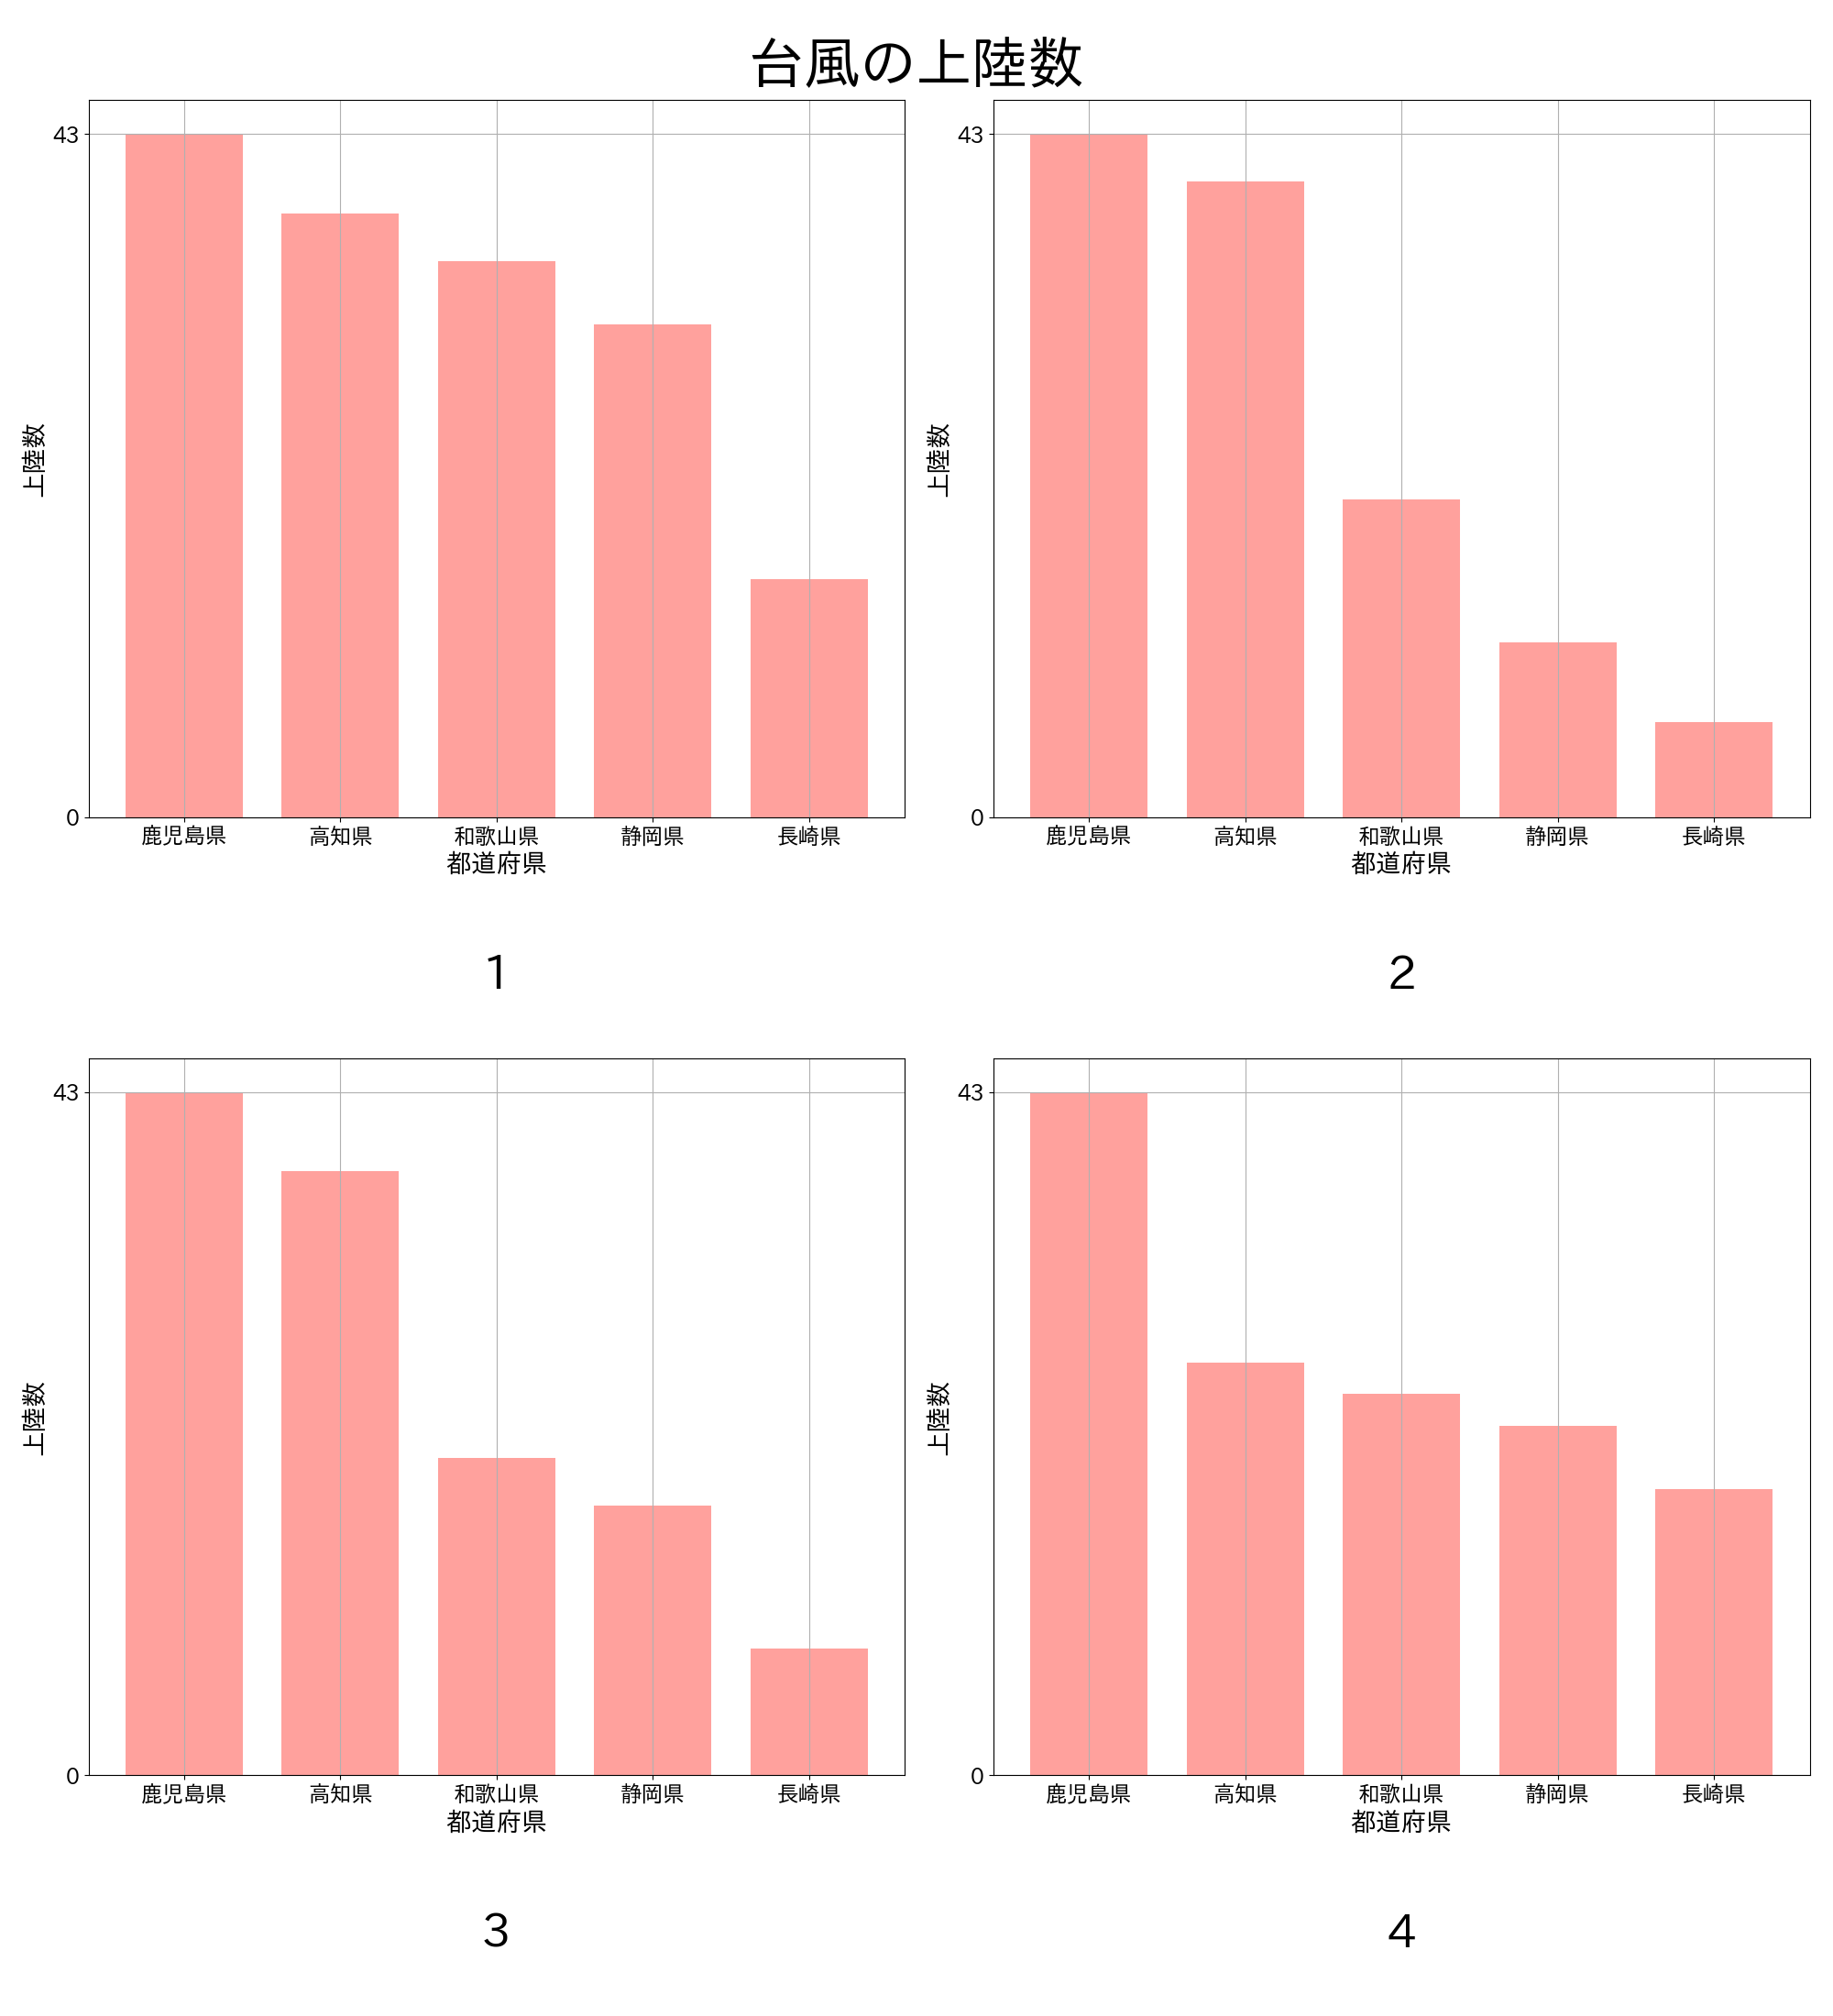 台風の上陸数
43
0
上陸数
鹿児島県 高知県 和歌山県 静岡県 長崎県
都道府県
1
43
0
上陸数
鹿児島県 高知県 和歌山県 静岡県 長崎県
都道府県
2
43
0
上陸数
鹿児島県 高知県 和歌山県 静岡県 長崎県
都道府県
3
43
0
上陸数
鹿児島県 高知県 和歌山県 静岡県 長崎県
都道府県
4